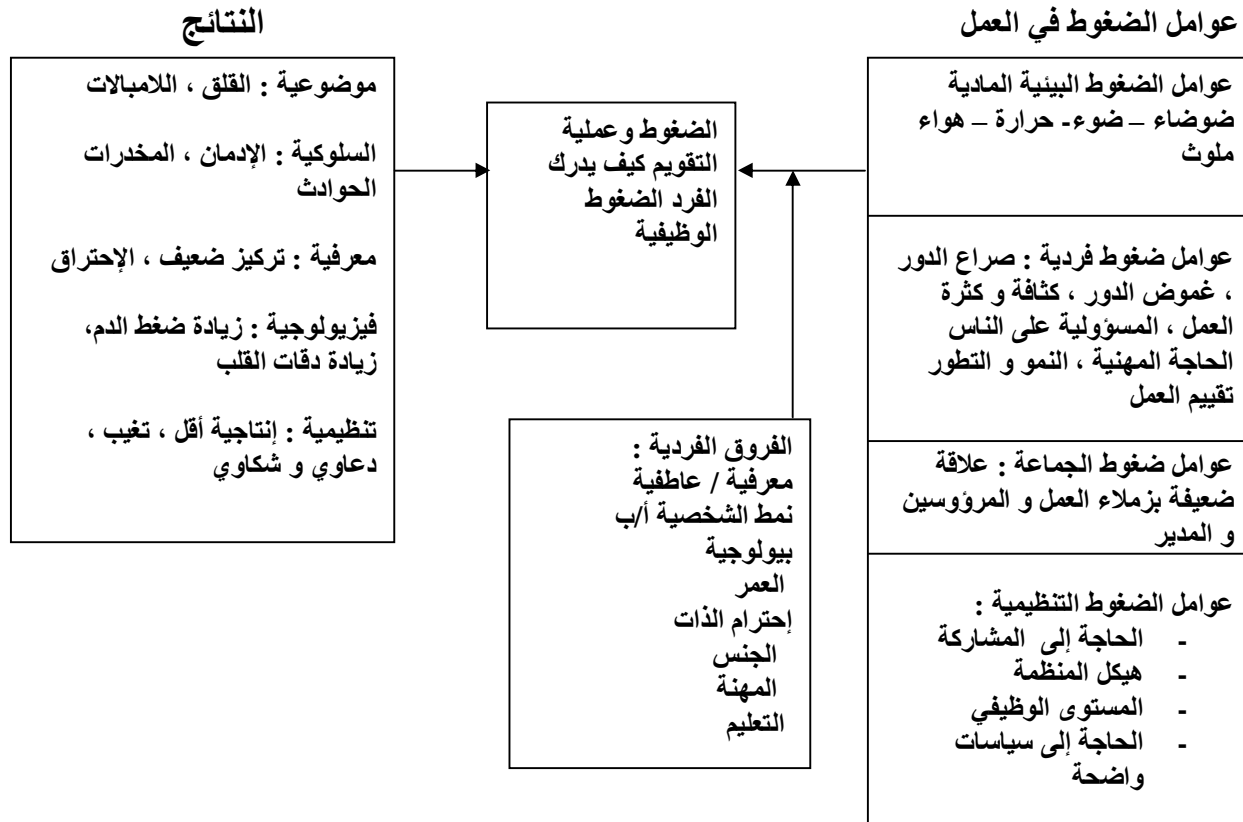 عوامل الضغوط في العمل
عوامل الضغوط البيئية المادية
ضوضاء – ضوء- حرارة – هواء
ملوث
عوامل ضغوط فردية : صراع الدور
، غموض الدور ، كثافة و كثرة
العمل ، المسؤولية على الناس
الحاجة المهنية ، النمو و التطور
تقييم العمل
عوامل ضغوط الجماعة : علاقة
ضعيفة بزملاء العمل و المرؤوسين
و المدير
عوامل الضغوط التنظيمية :
- الحاجة إلى المشاركة
- هيكل المنظمة
- المستوى الوظيفي
- الحاجة إلى سياسات
واضحة
الضغوط وعملية
التقويم كيف يدرك
الفرد الضغوط
الوظيفية
الفروق الفردية :
معرفية / عاطفية
نمط الشخصية أ/ب
بيولوجية
العمر
إحترام الذات
الجنس
المهنة
التعليم
النتائج
موضوعية : القلق ، اللامبالات
السلوكية : الإدمان ، المخدرات
الحوادث
معرفية : تركيز ضعيف ، الإحتراق
فيزيولوجية : زيادة ضغط الدم،
زيادة دقات القلب
تنظيمية : إنتاجية أقل ، تغيب ،
دعاوي و شكاوي